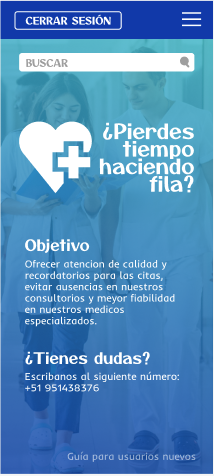 CERRAR SESIÓN
BUSCAR
¿Pierdes
tiempo
haciendo
fila?
Objetivo
Ofrecer atencion de calidad y
recordatorios para las citas,
evitar ausencias en nuestros
consultorios y meyor fiabilidad
en nuestros medicos
especializados.
¿Tienes dudas?
Escríbanos al siguiente número:
+51 951438376
Guía para usuarios nuevos